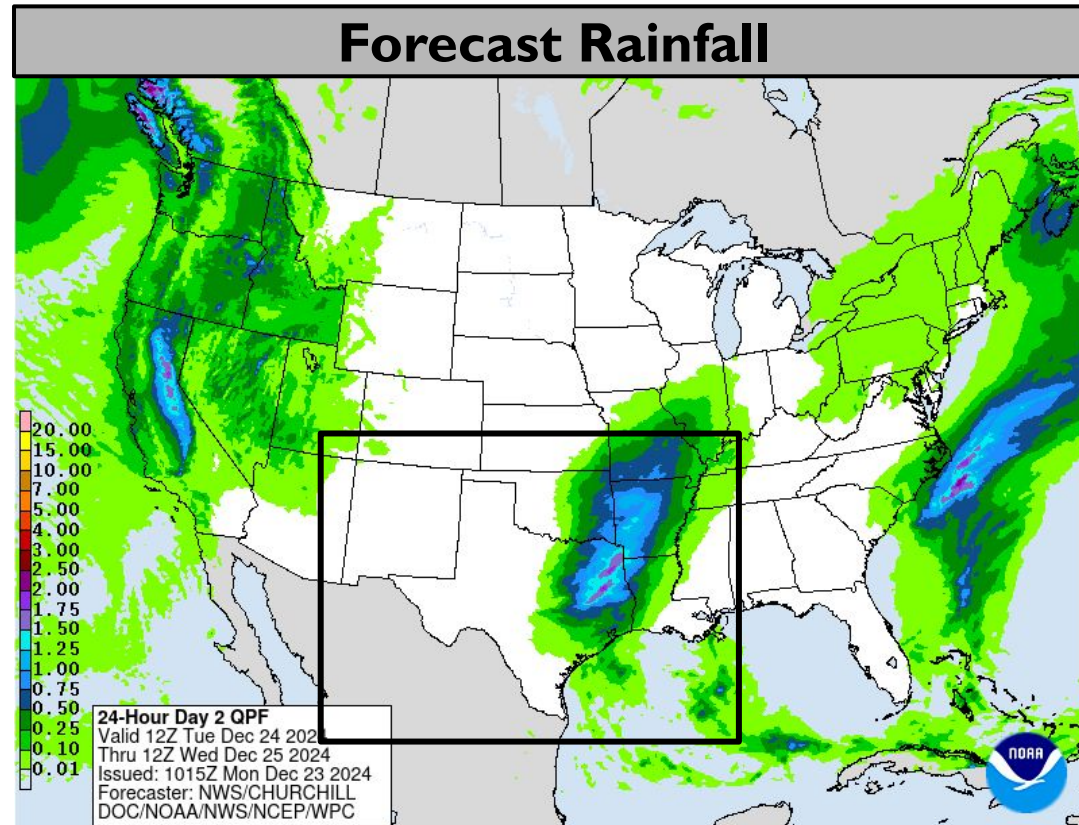 Forecast Rainfall
20.00
15.00
10.00
7.00
5.00
4.00
3.00
2.50
2.00
1.75
1.50
1.25
1.00
0.75
0.50
0.25
0.10
0.01
24-Hour Day 2 QPF
Valid 12Z Tue Dec 24 202
Thru 12Z Wed Dec 25 2024
Issued: 1015Z Mon Dec 23 2024
Forecaster: NWS/CHURCHILL
DOC/NOAA/NWS/NCEP/WPC
NOAA